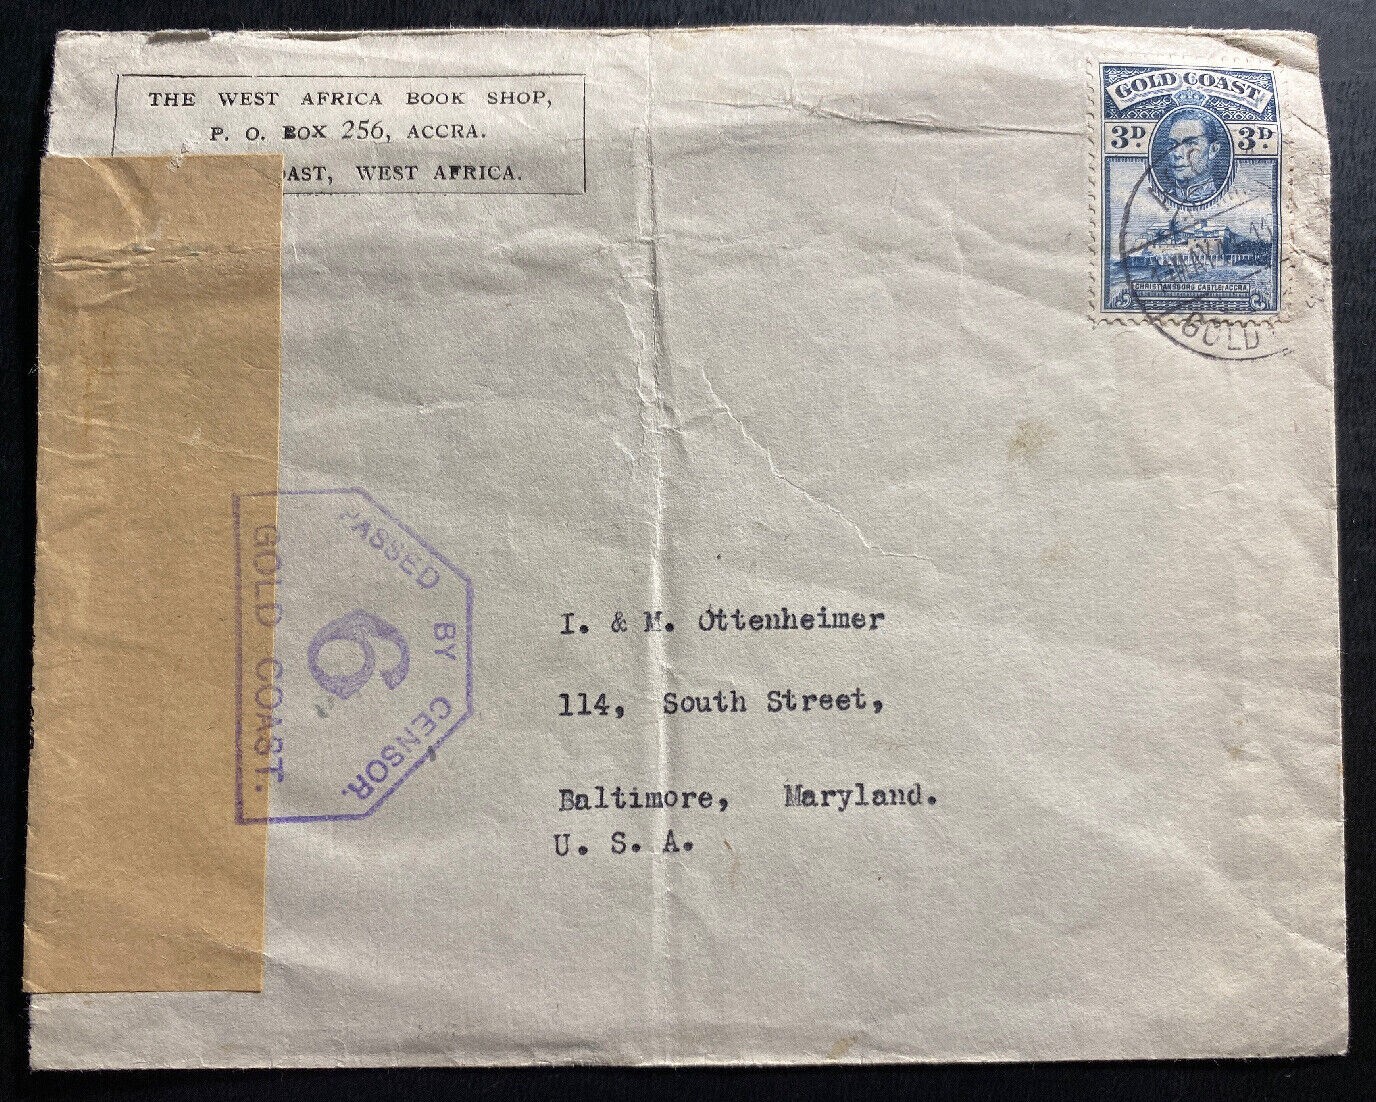 THE WEST AFRICA BOOK SHOP,
P. O. BOX 256, ACCRA.
OAST, WEST AFRICA.
GOLD COAST
3D. 3D.
CHRISTIANSBORG CASTLE, ACCRA
MAY
GOLD
PASSED BY CENSOR.
6
GOLD COAST.
I. & M. Ottenheimer
114, South Street,
Baltimore, Maryland.
U. S. A.